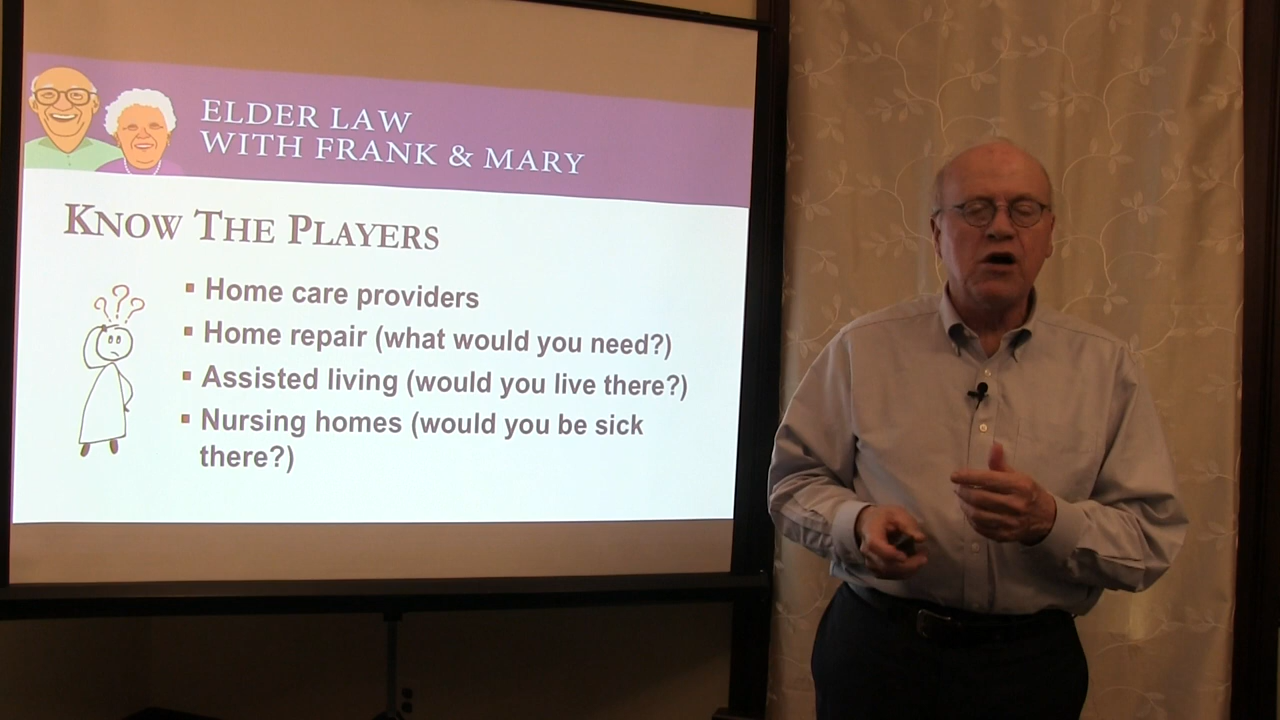 ELDER LAW
WITH FRANK & MARY
KNOW THE PLAYERS
▪ Home care providers
▪ Home repair (what would you need?)
▪ Assisted living (would you live there?)
▪ Nursing homes (would you be sick
there?)
???